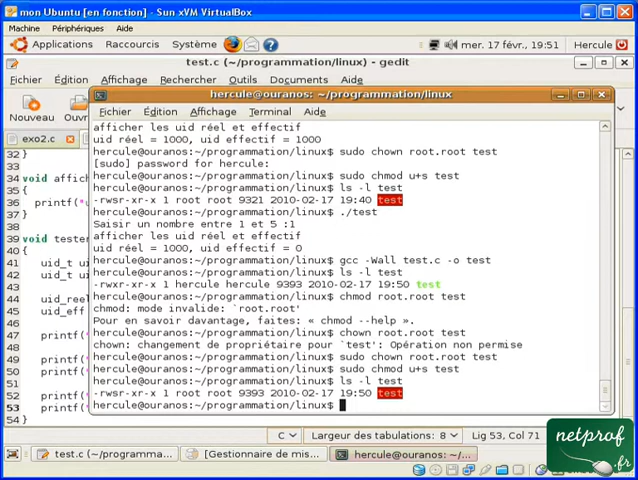 mon Ubuntu [en fonction] - Sun xVM VirtualBox
Machine Périphériques Aide
Applications Raccourcis Système mer. 17 févr., 19:51 Hercule
test.c (~/programmation/linux) - gedit
Fichier Édition Affichage Rechercher Outils Documents Aide
Nouveau
exo2.c
hercule@ouranos: ~/programmation/linux
Fichier Édition Affichage Terminal Aide
afficher les uid réel et effectif
uid réel = 1000, uid effectif = 1000
hercule@ouranos:~/programmation/linux$ sudo chown root.root test
[sudo] password for hercule:
hercule@ouranos:~/programmation/linux$ sudo chmod u+s test
hercule@ouranos:~/programmation/linux$ ls -l test
-rwsr-xr-x 1 root root 9321 2010-02-17 19:40 test
hercule@ouranos:~/programmation/linux$ ./test
Saisir un nombre entre 1 et 5 :1
afficher les uid réel et effectif
uid réel = 1000, uid effectif = 0
hercule@ouranos:~/programmation/linux$ gcc -Wall test.c -o test
hercule@ouranos:~/programmation/linux$ ls -l test
-rwxr-xr-x 1 hercule hercule 9393 2010-02-17 19:50 test
hercule@ouranos:~/programmation/linux$ chmod root.root test
chmod: mode invalide: `root.root'
Pour en savoir davantage, faites: « chmod --help ».
hercule@ouranos:~/programmation/linux$ chown root.root test
chown: changement de propriétaire pour `test': Opération non permise
hercule@ouranos:~/programmation/linux$ sudo chown root.root test
hercule@ouranos:~/programmation/linux$ sudo chmod u+s test
hercule@ouranos:~/programmation/linux$ ls -l test
-rwsr-xr-x 1 root root 9393 2010-02-17 19:50 test
hercule@ouranos:~/programmation/linux$
32 }
33
34 void affic
35 {
36 printf("u
37 }
38
39 void teste
40 {
41 uid_t u
42 uid_t u
43
44 uid_reel
45 uid_eff
46
47 printf(
48
49 printf(
50 printf(
51
52 printf(
53 printf(
54 }
C Largeur des tabulations: 8 Lig 53, Col 71
test.c (~/programma... [Gestionnaire de mis... hercule@ouranos: ~/...
netprof
.fr